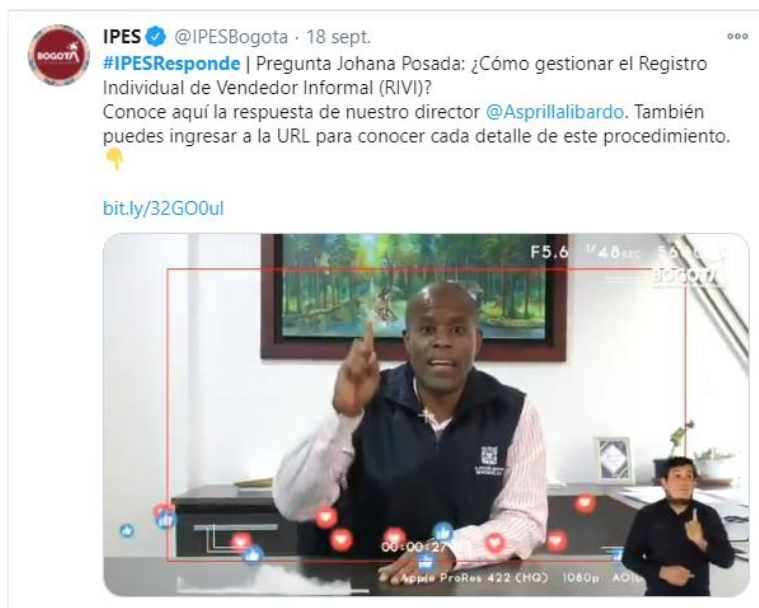 BOGOTÁ
IPES @IPESBogota · 18 sept.
#IPESResponde | Pregunta Johana Posada: ¿Cómo gestionar el Registro
Individual de Vendedor Informal (RIVI)?
Conoce aquí la respuesta de nuestro director @Asprillalibardo. También
puedes ingresar a la URL para conocer cada detalle de este procedimiento.
👇
bit.ly/32GO0ul
F5.6 1/48SEC 5600
BOGOTÁ
00:00:27
Apple ProRes 422 (HQ) 1080p